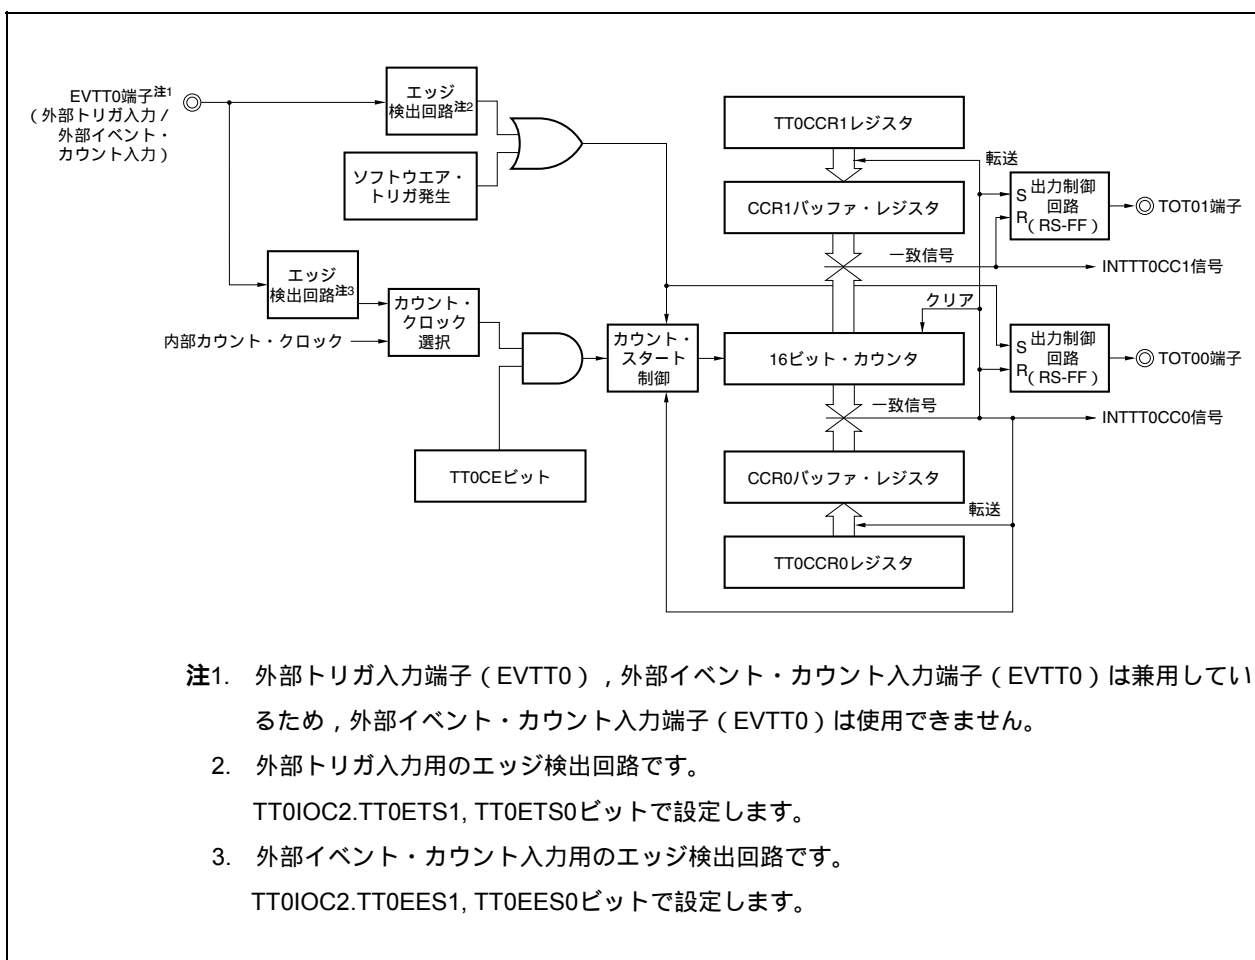 EVTT0端子注1
(外部トリガ入力/
外部イベント・
カウント入力)
エッジ
検出回路注2
ソフトウエア・
トリガ発生
エッジ
検出回路注3
内部カウント・クロック
カウント・
クロック
選択
TT0CEビット
カウント・
スタート
制御
TT0CCR1レジスタ
転送
CCR1バッファ・レジスタ
一致信号
クリア
16ビット・カウンタ
一致信号
CCR0バッファ・レジスタ
転送
TT0CCR0レジスタ
S 出力制御
回路
R (RS-FF)
TOT01端子
INTTT0CC1信号
S 出力制御
回路
R (RS-FF)
TOT00端子
INTTT0CC0信号
注1. 外部トリガ入力端子(EVTT0),外部イベント・カウント入力端子(EVTT0)は兼用してい
るため,外部イベント・カウント入力端子(EVTT0)は使用できません。
2. 外部トリガ入力用のエッジ検出回路です。
TT0IOC2.TT0ETS1, TT0ETS0ビットで設定します。
3. 外部イベント・カウント入力用のエッジ検出回路です。
TT0IOC2.TT0EES1, TT0EES0ビットで設定します。